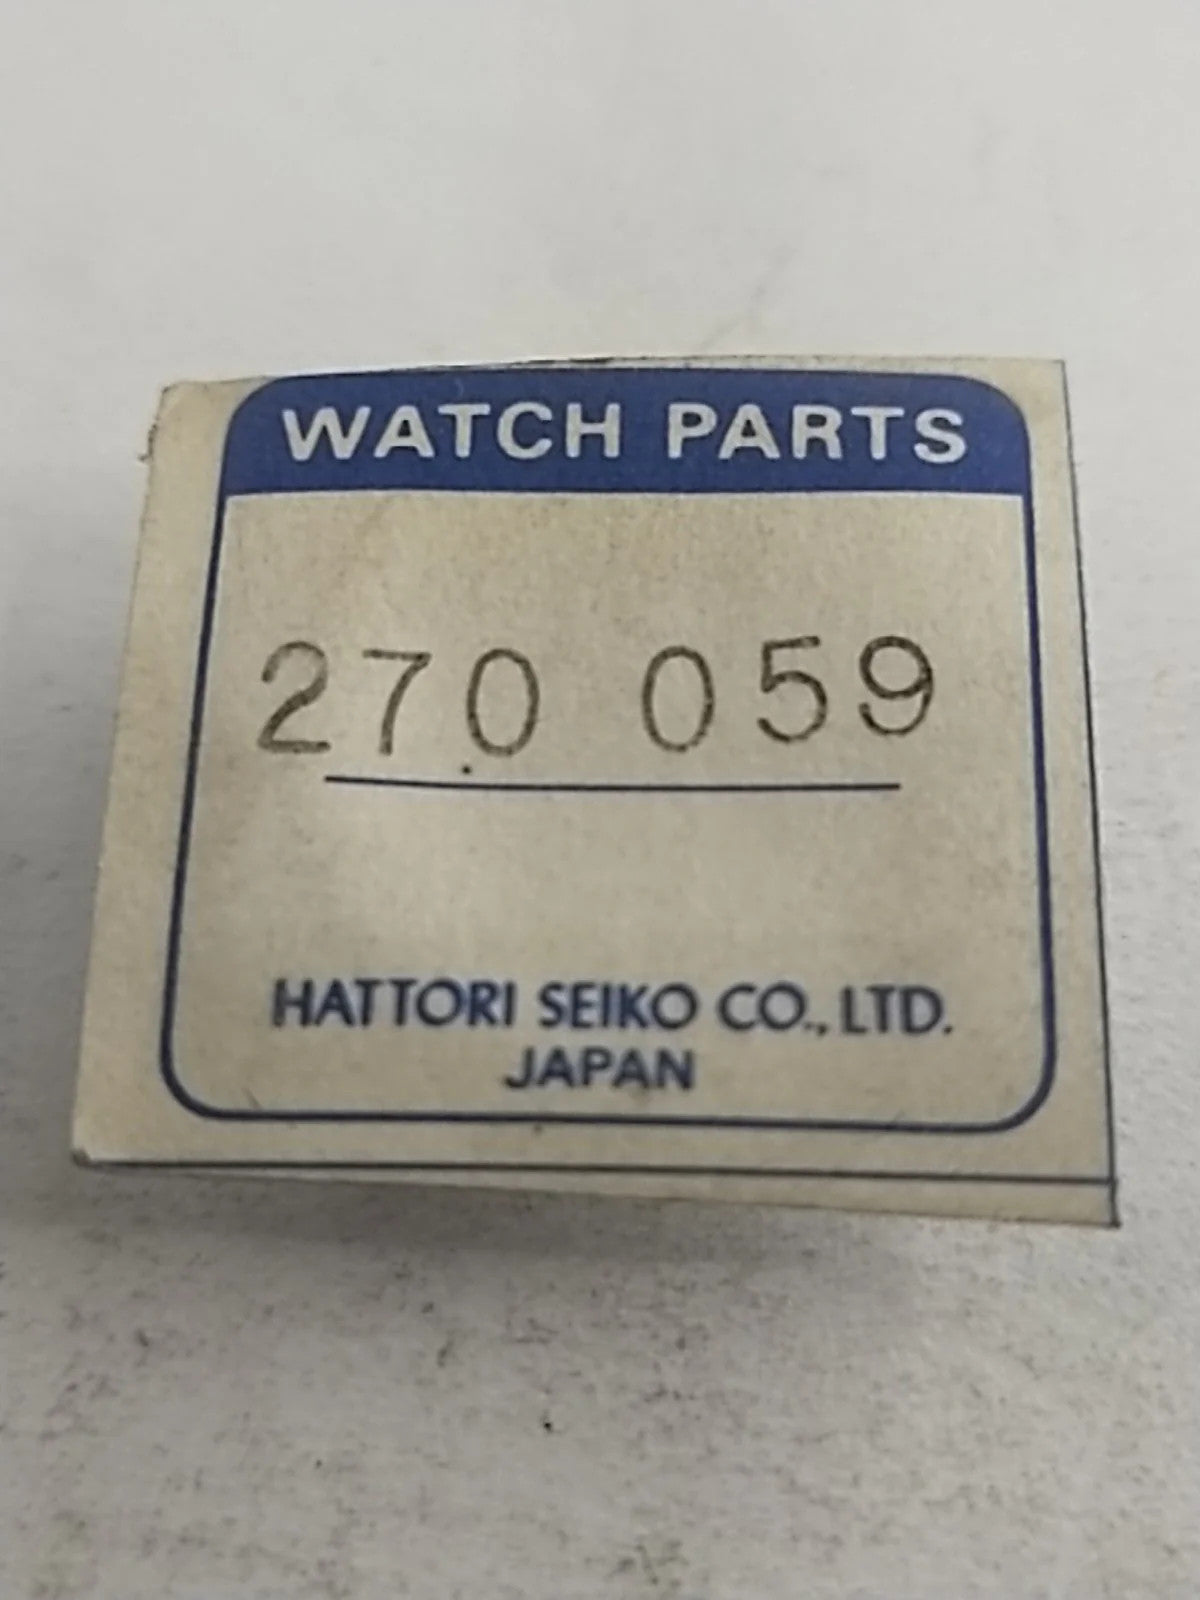 WATCH PARTS
270 059
HATTORI SEIKO CO., LTD.
JAPAN